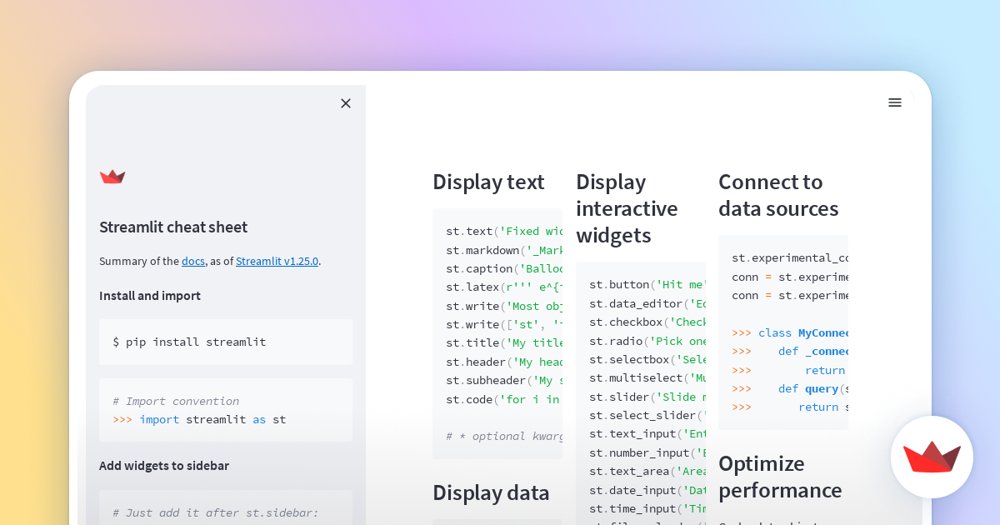 Streamlit cheat sheet
Summary of the docs, as of Streamlit v1.25.0.
Install and import
$ pip install streamlit
# Import convention
>>> import streamlit as st
Add widgets to sidebar
# Just add it after st.sidebar:
Display text
st.text('Fixed
st.markdown('_Mark
st.caption('Balloo
st.latex(r''' e^{
st.write('Most obj
st.write(['st', '
st.title('My title
st.header('My head
st.subheader('My s
st.code('for i in
# * optional kwarg
Display data
Display
interactive
widgets
st.button('Hit me'
st.data_editor('Ed
st.checkbox('Check
st.radio('Pick one
st.selectbox('Sele
st.multiselect('Mu
st.slider('Slide m
st.select_slider('
st.text_input('Ent
st.number_input('E
st.text_area('Area
st.date_input('Dat
st.time_input('Tim
Connect to
data sources
st.experimental_co
conn = st.experime
conn = st.experime
>>> class MyConnec
>>> def _connec
>>> return
>>> def query(s
>>> return s
Optimize
performance